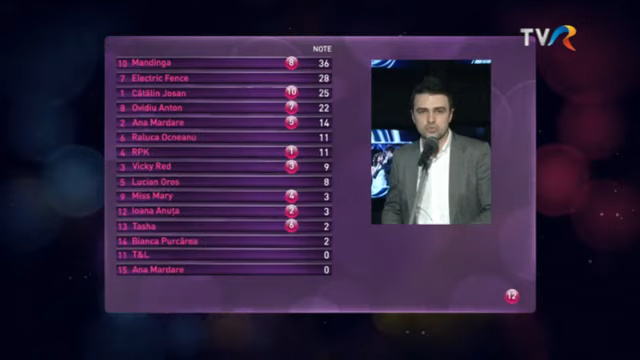 TVR
NOTE
10 Mandinga 8 36
7 Electric Fence 28
1 Cătălin Josan 10 25
8 Ovidiu Anton 7 22
2 Ana Mardare 5 14
6 Raluca Ocneanu 11
4 RPK 1 11
3 Vicky Red 3 9
5 Lucian Oros 8
9 Miss Mary 4 3
12 Ioana Anuța 2 3
13 Tasha 6 2
14 Bianca Purcărea 2
11 T&L 0
15 Ana Mardare 0
12